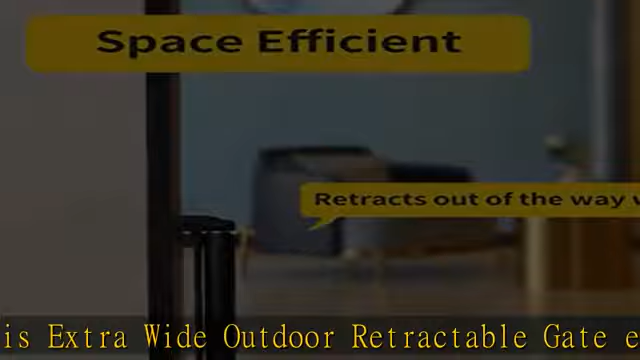 Space Efficient
Retracts out of the way
is Extra Wide Outdoor Retractable Gate